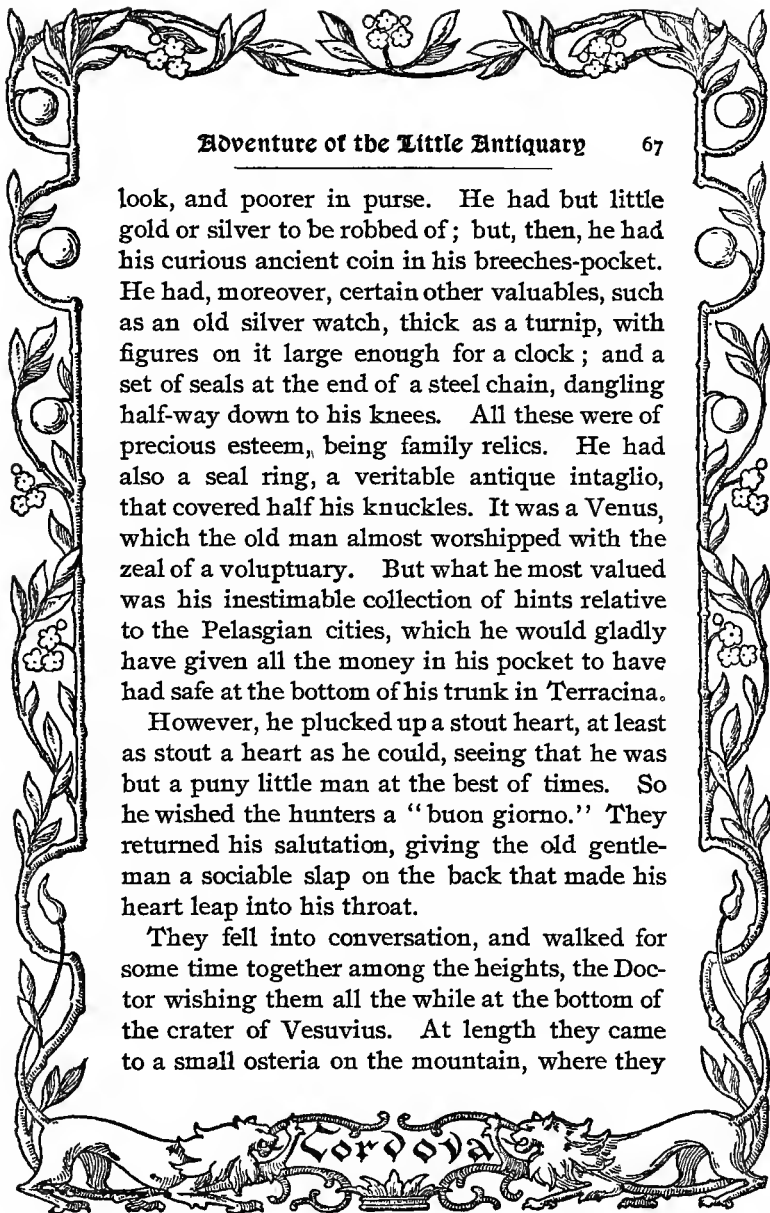 Adventure of the Little Antiquary 67
look, and poorer in purse. He had but little
gold or silver to be robbed of; but, then, he had
his curious ancient coin in his breeches-pocket.
He had, moreover, certain other valuables, such
as an old silver watch, thick as a turnip, with
figures on it large enough for a clock; and a
set of seals at the end of a steel chain, dangling
half-way down to his knees. All these were of
precious esteem, being family relics. He had
also a seal ring, a veritable antique intaglio,
that covered half his knuckles. It was a Venus,
which the old man almost worshipped with the
zeal of a voluptuary. But what he most valued
was his inestimable collection of hints relative
to the Pelasgian cities, which he would gladly
have given all the money in his pocket to have
had safe at the bottom of his trunk in Terracina.
However, he plucked up a stout heart, at least
as stout a heart as he could, seeing that he was
but a puny little man at the best of times. So
he wished the hunters a "buon giorno." They
returned his salutation, giving the old gentle-
man a sociable slap on the back that made his
heart leap into his throat.
They fell into conversation, and walked for
some time together among the heights, the Doc-
tor wishing them all the while at the bottom of
the crater of Vesuvius. At length they came
to a small osteria on the mountain, where they
Cordova